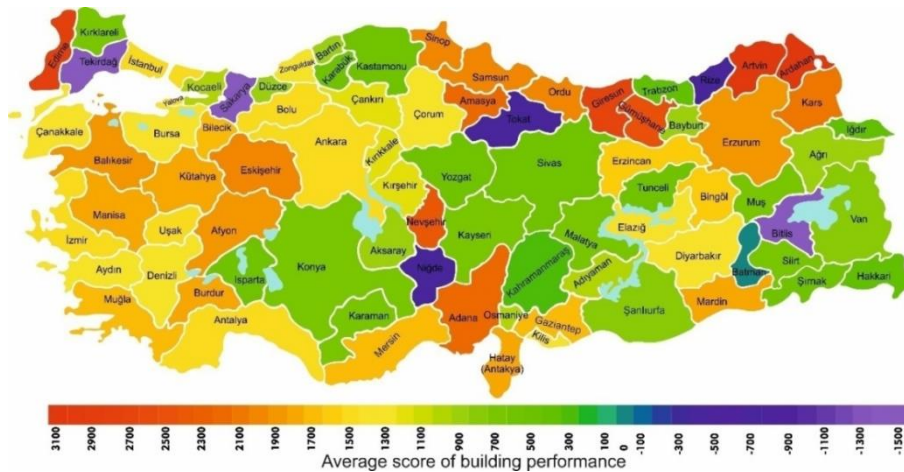 Edirne
Kırklareli
Tekirdağ
İstanbul
Yalova
Kocaeli
Sakarya
Düzce
Zonguldak
Bartın
Karabük
Kastamonu
Sinop
Samsun
Ordu
Giresun
Gümüşhane
Trabzon
Bayburt
Rize
Artvin
Ardahan
Kars
Iğdır
Çanakkale
Bursa
Bilecik
Bolu
Çankırı
Çorum
Amasya
Tokat
Sivas
Erzincan
Erzurum
Ağrı
Balıkesir
Kütahya
Eskişehir
Ankara
Kırıkkale
Kırşehir
Yozgat
Tunceli
Bingöl
Muş
Bitlis
Van
Manisa
Uşak
Afyon
Konya
Aksaray
Nevşehir
Kayseri
Malatya
Elazığ
Diyarbakır
Batman
Siirt
Şırnak
Hakkari
İzmir
Aydın
Denizli
Isparta
Burdur
Muğla
Antalya
Karaman
Niğde
Mersin
Adana
Kahramanmaraş
Osmaniye
Adıyaman
Gaziantep
Kilis
Şanlıurfa
Mardin
Hatay
(Antakya)
3100 2900 2700 2500 2300 2100 1900 1700 1500 1300 1100 900 700 500 300 100 0 -100 -300 -500 -700 -900 -1100 -1300 -1500
Average score of building performance